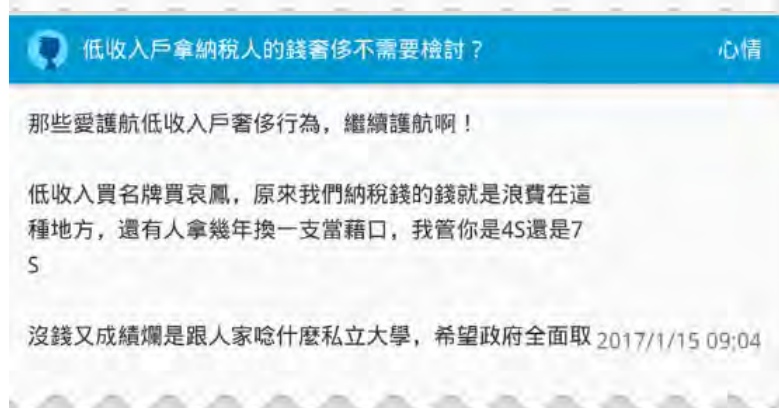 低收入戶拿納稅人的錢奢侈不需要檢討？
心情
那些愛護航低收入戶奢侈行為，繼續護航啊！
低收入買名牌買哀鳳，原來我們納稅錢的錢就是浪費在這
種地方，還有人拿幾年換一支當藉口，我管你是4S還是7
S
沒錢又成績爛是跟人家唸什麼私立大學，希望政府全面取
2017/1/15 09:04